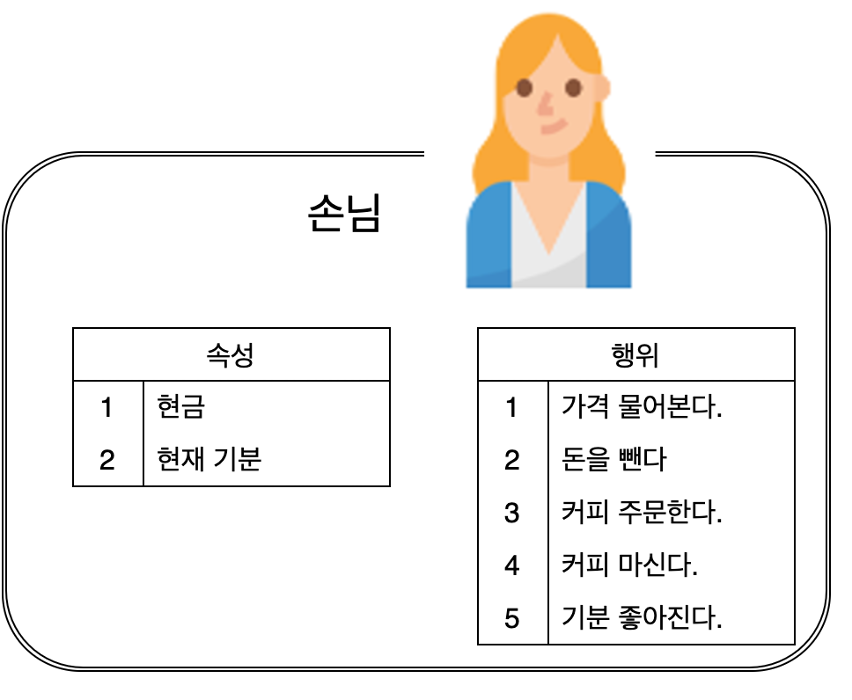 손님
속성
1 현금
2 현재 기분
행위
1 가격 물어본다.
2 돈을 뺀다
3 커피 주문한다.
4 커피 마신다.
5 기분 좋아진다.